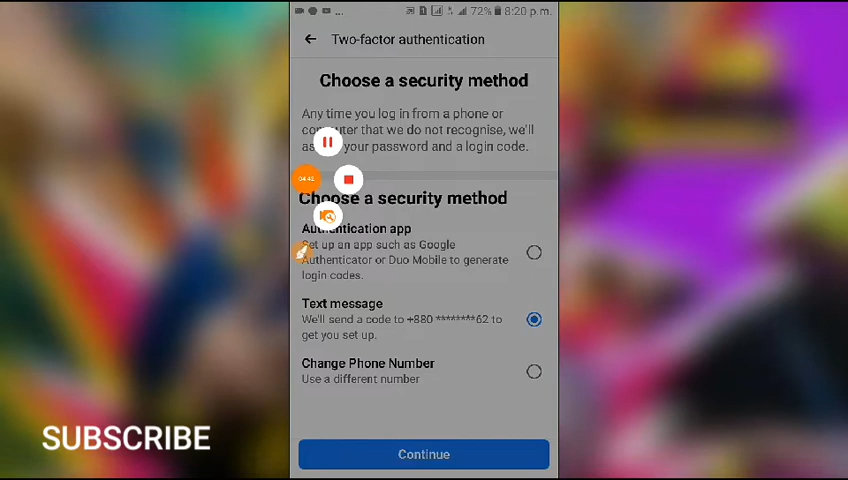 ... 72% 8:20 p.m.
Two-factor authentication
Choose a security method
Any time you log in from a phone or
computer that we do not recognise, we'll
your password and a login code.
04:43
Choose a security method
Authentication app
Set up an app such as Google
Authenticator or Duo Mobile to generate
login codes.
Text message
We'll send a code to +880 ********62 to
get you set up.
Change Phone Number
Use a different number
Continue
SUBSCRIBE